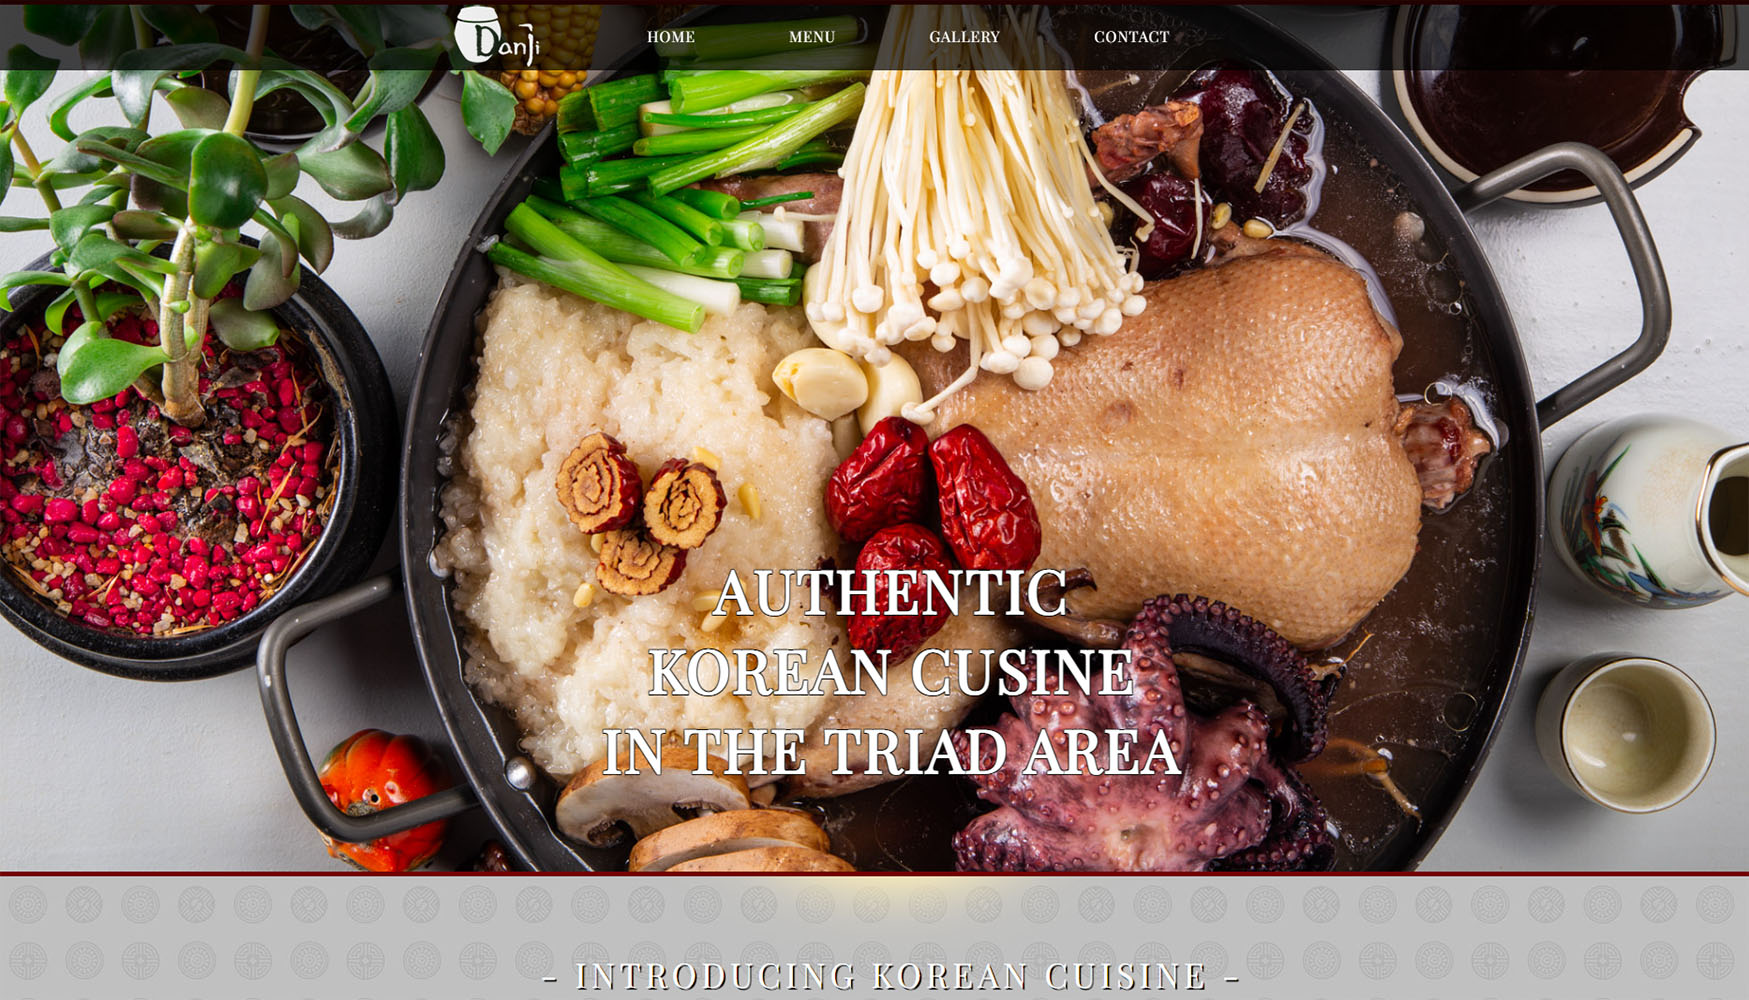 Danji
HOME MENU GALLERY CONTACT
AUTHENTIC
KOREAN CUSINE
IN THE TRIAD AREA
- INTRODUCING KOREAN CUISINE -